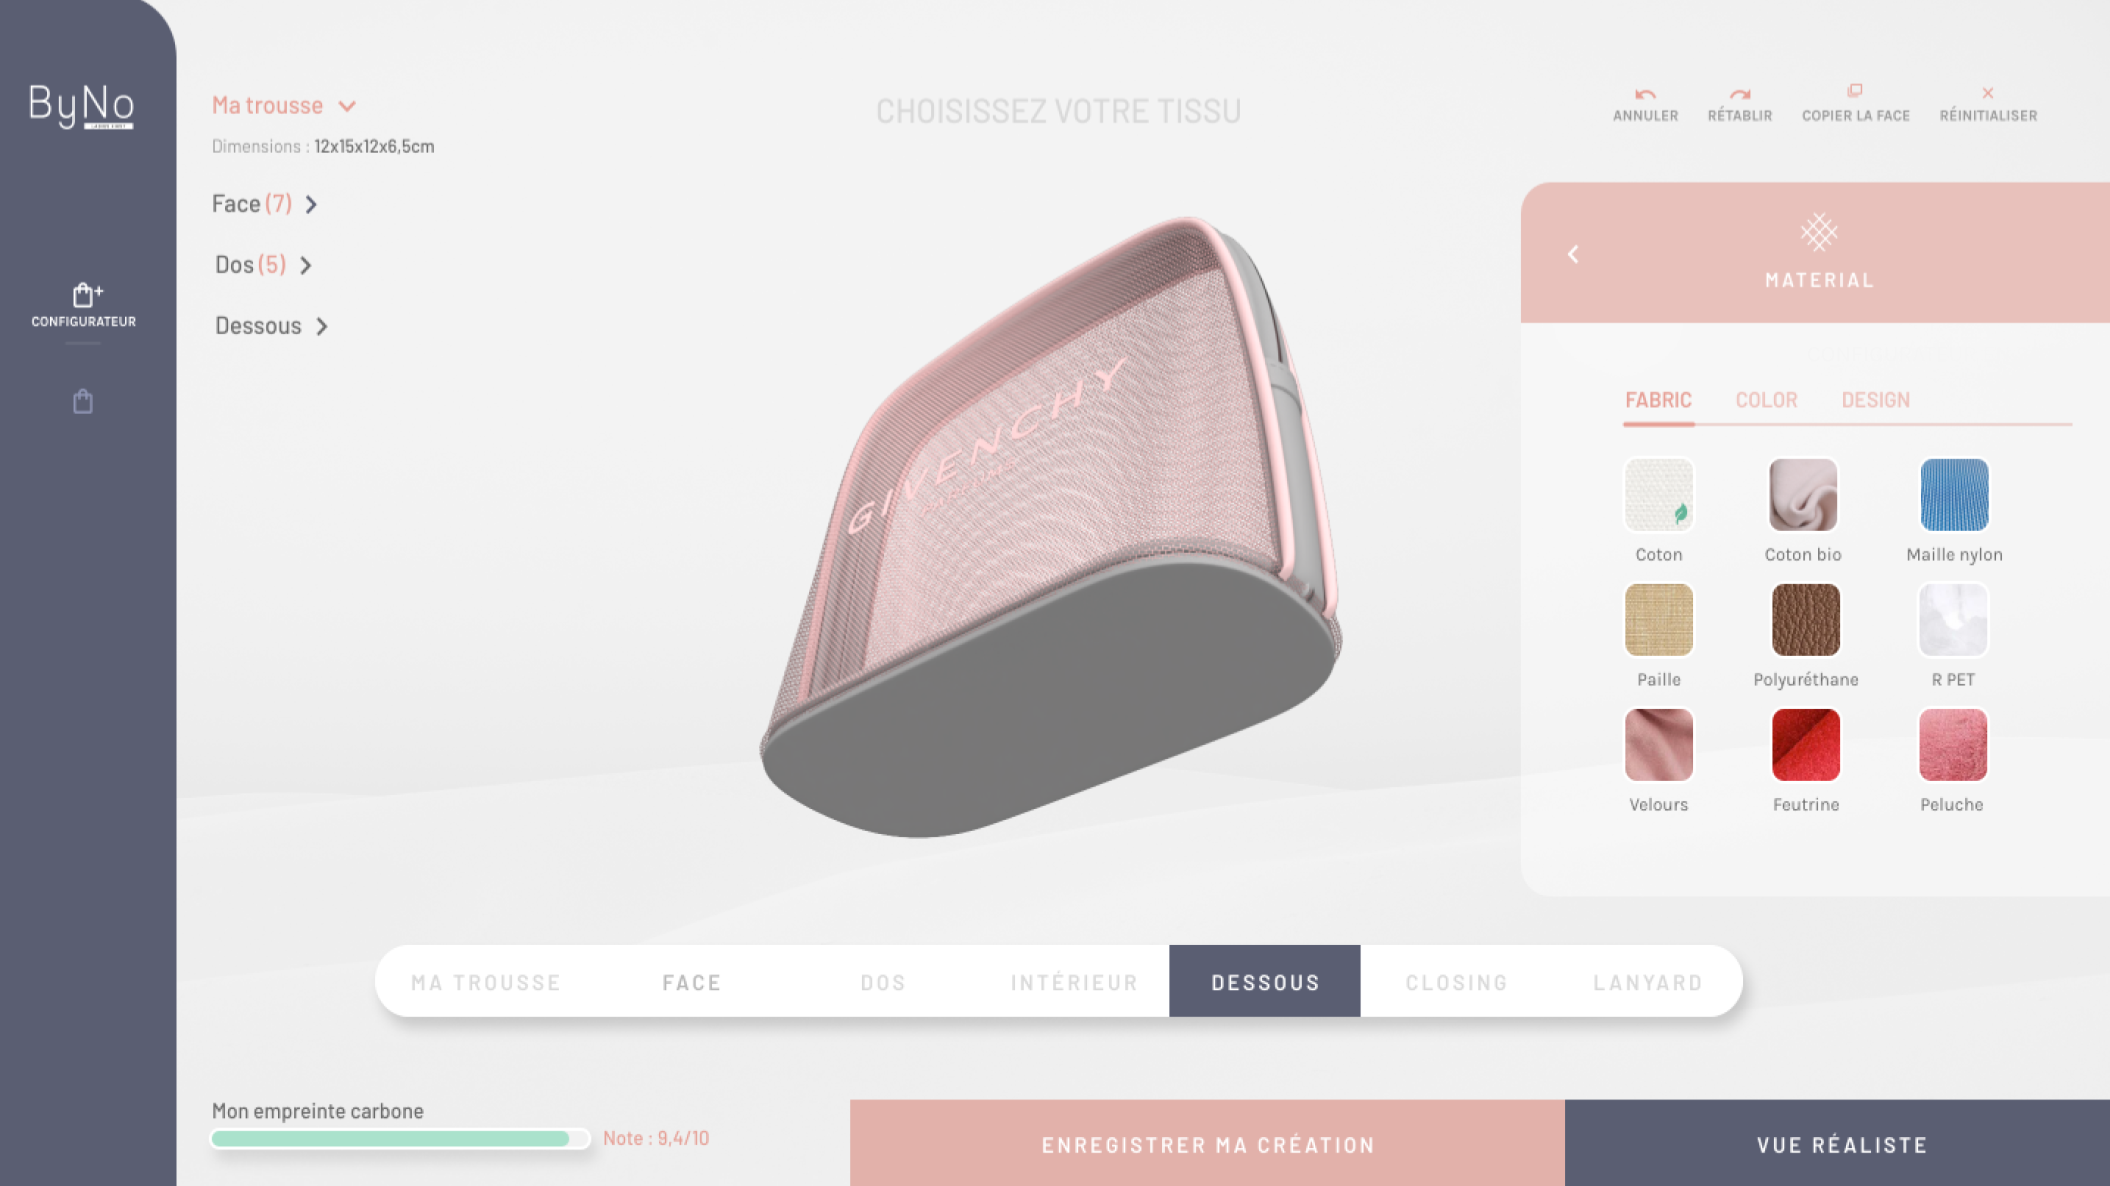 ByNo
CONFIGURATEUR
Ma trousse
Dimensions : 12x15x12x6,5cm
Face (7)
Dos (5)
Dessous
CHOISISSEZ VOTRE TISSU
ANNULER
RÉTABLIR
COPIER LA FACE
RÉINITIALISER
GIVENCHY
MATERIAL
FABRIC COLOR DESIGN
Coton Coton bio Maille nylon
Paille Polyuréthane R PET
Velours Feutrine Peluche
MA TROUSSE FACE DOS INTÉRIEUR DESSOUS CLOSING LANYARD
Mon empreinte carbone
Note : 9,4/10
ENREGISTRER MA CRÉATION
VUE RÉALISTE